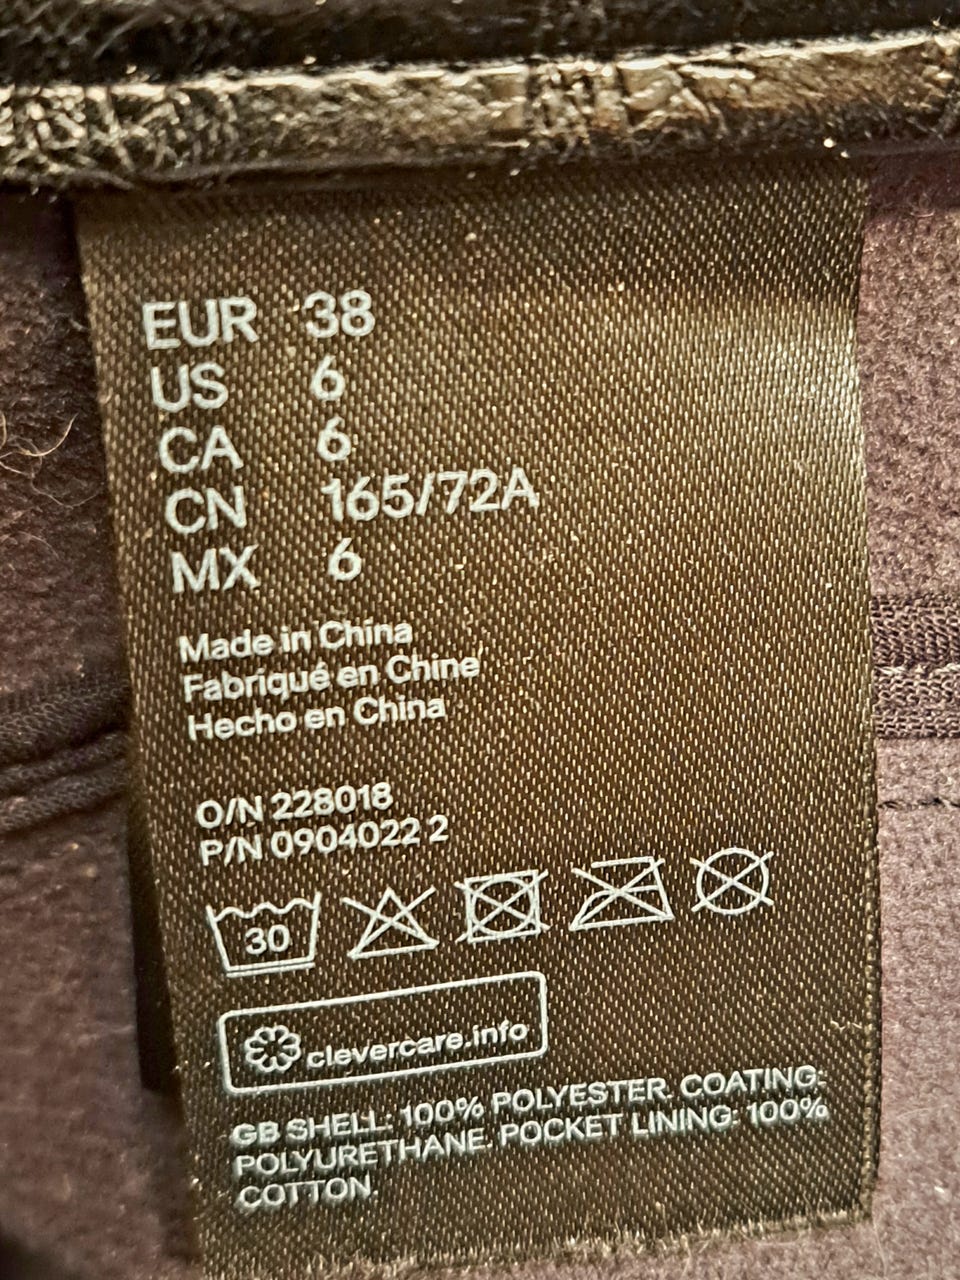 EUR 38
US 6
CA 6
CN 165/72A
MX 6
Made in China
Fabriqué en Chine
Hecho en China
O/N 228018
P/N 0904022 2
30
clevercare.info
GB SHELL: 100% POLYESTER. COATING:
POLYURETHANE. POCKET LINING: 100%
COTTON.